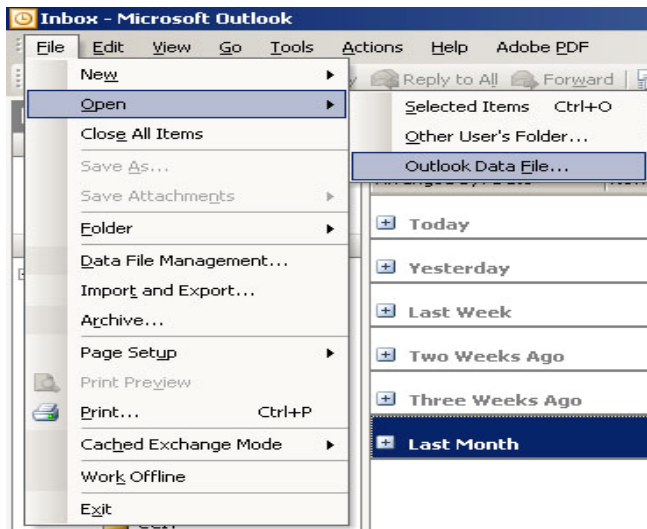 Inbox - Microsoft Outlook
File Edit View Go Tools Actions Help Adobe PDF
Reply to All Forward
New
Open
Close All Items
Save As...
Save Attachments
Folder
Data File Management...
Import and Export...
Archive...
Page Setup
Print Preview
Print... Ctrl+P
Cached Exchange Mode
Work Offline
Exit
Selected Items Ctrl+O
Other User's Folder...
Outlook Data File...
Today
Yesterday
Last Week
Two Weeks Ago
Three Weeks Ago
Last Month